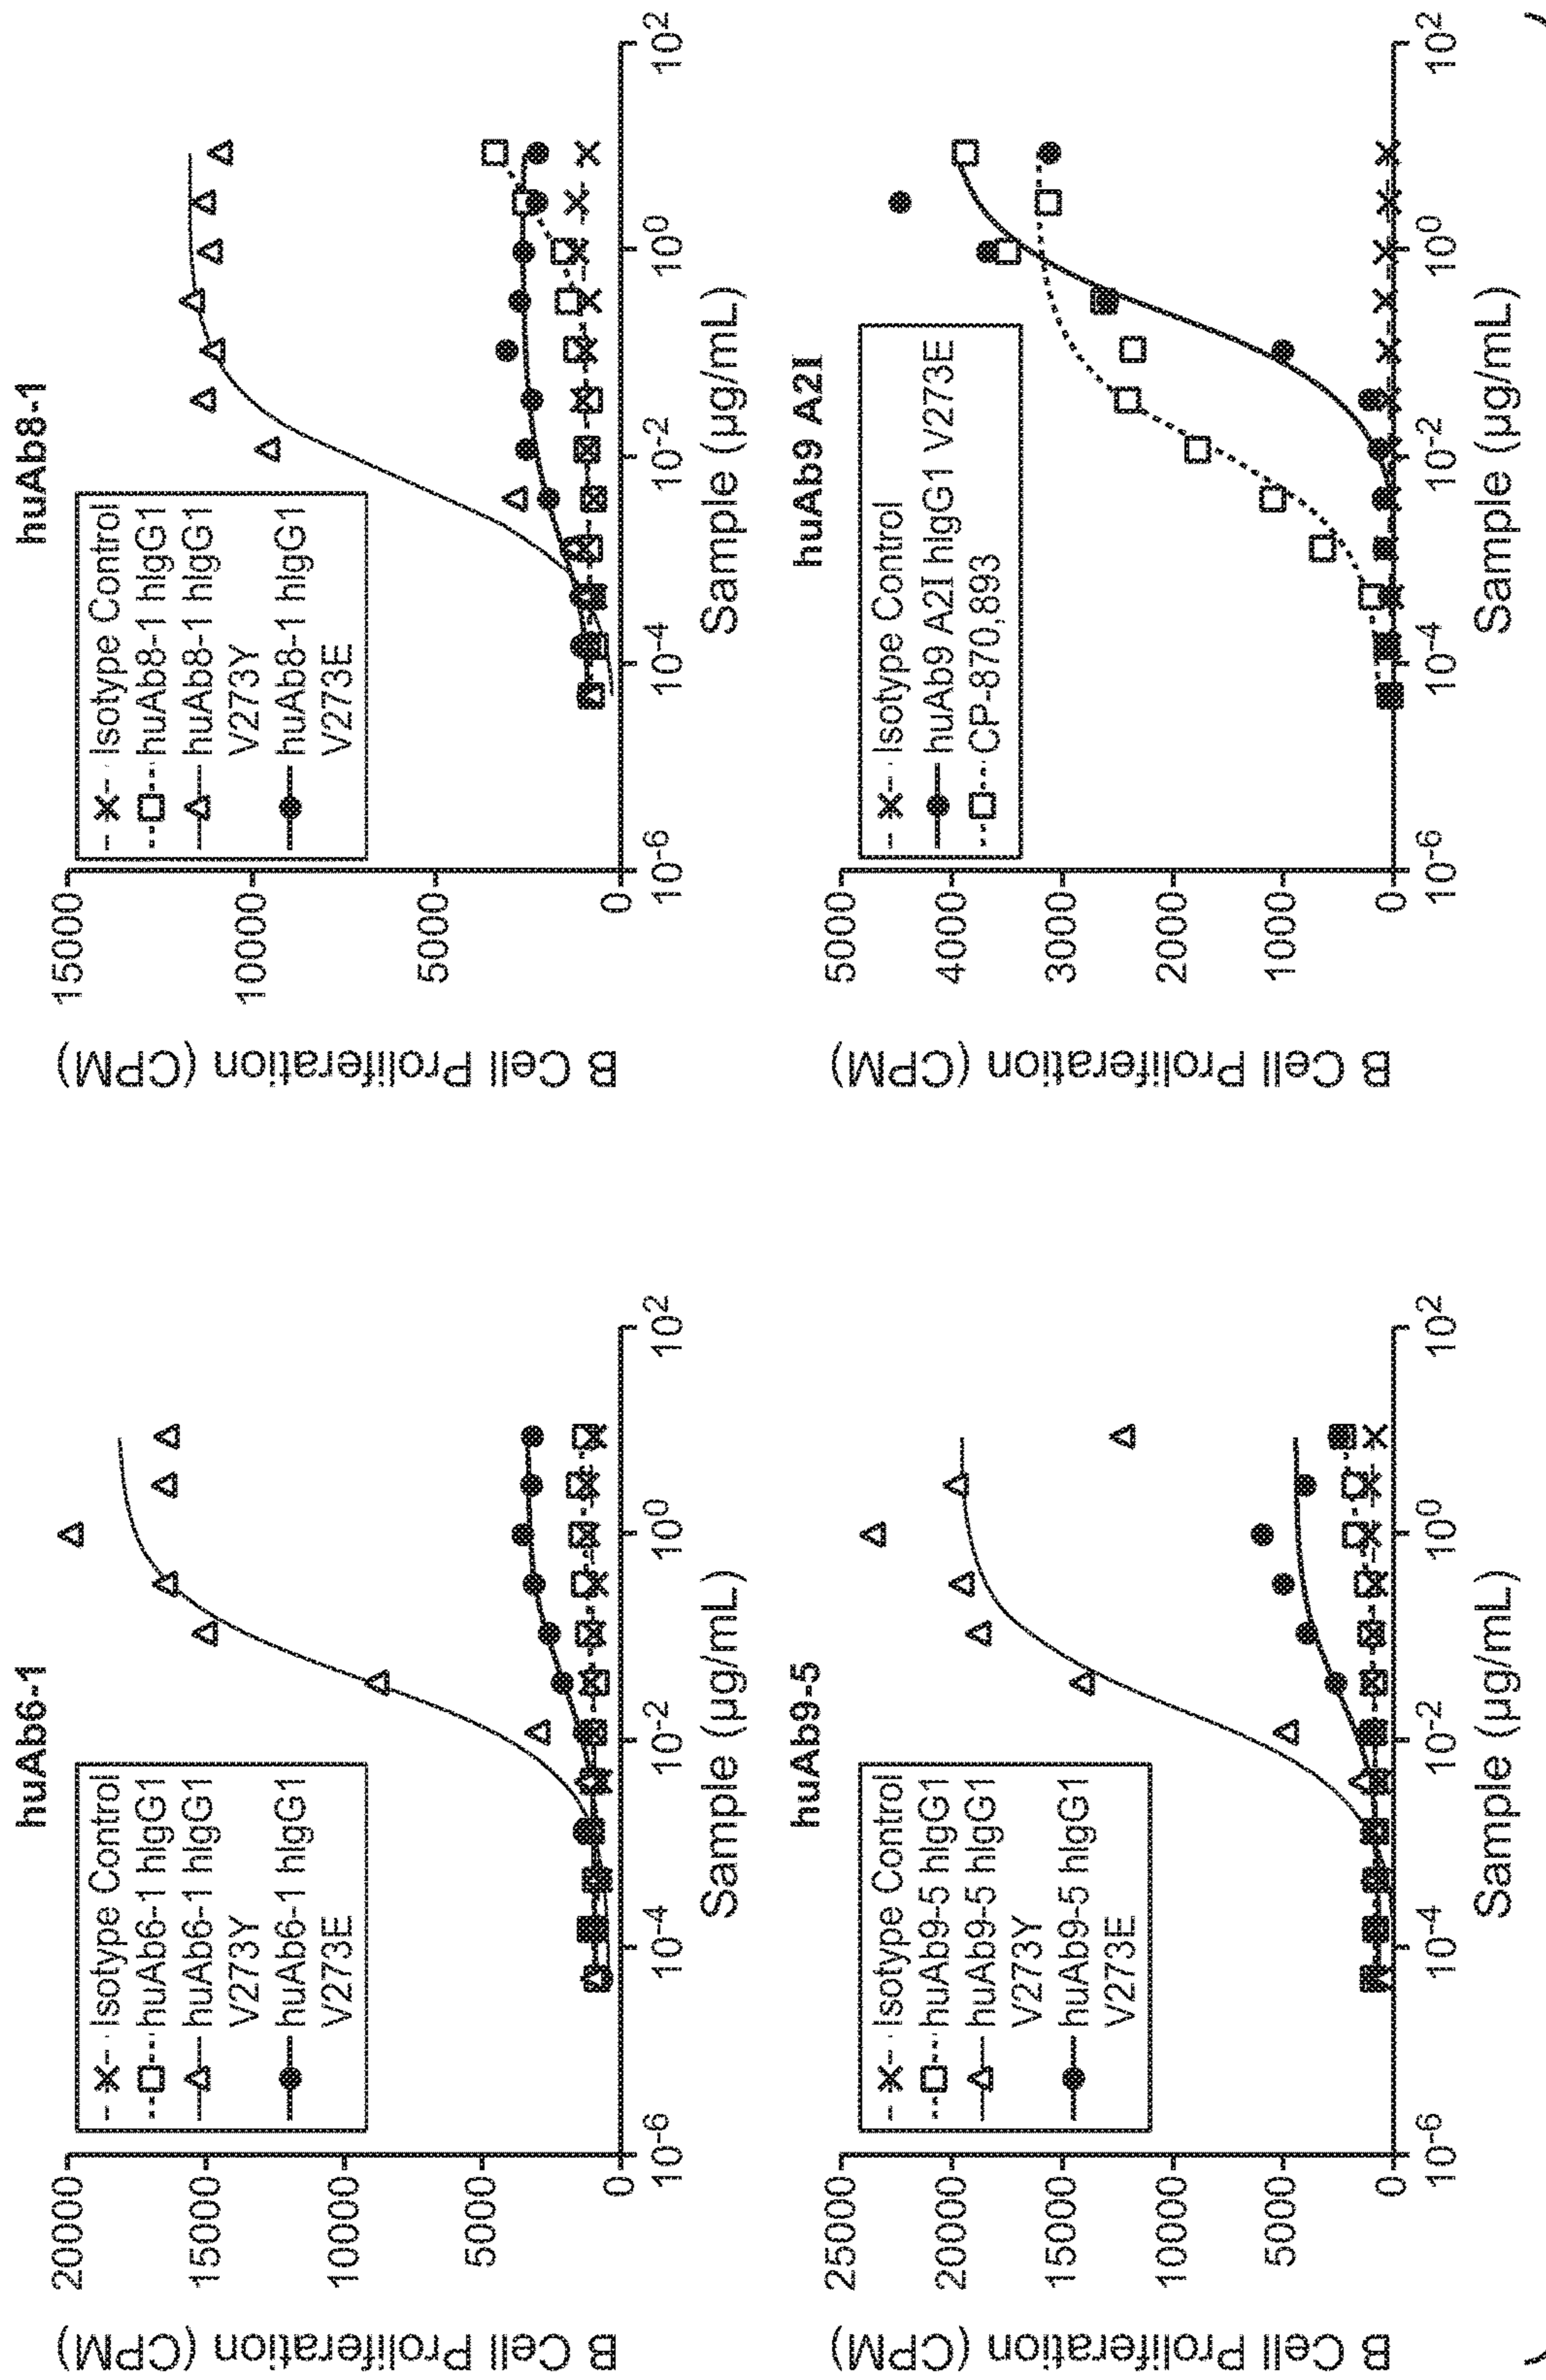 huAb6-1
B Cell Proliferation (CPM)
20000
15000
10000
5000
0
Isotype Control
huAb6-1 hIgG1
huAb6-1 hIgG1
V273Y
huAb6-1 hIgG1
V273E
10-6
10-4
10-2
100
102
Sample (µg/mL)
huAb8-1
B Cell Proliferation (CPM)
15000
10000
5000
0
Isotype Control
huAb8-1 hIgG1
huAb8-1 hIgG1
V273Y
huAb8-1 hIgG1
V273E
10-6
10-4
10-2
100
102
Sample (µg/mL)
huAb9-5
B Cell Proliferation (CPM)
25000
20000
15000
10000
5000
0
Isotype Control
huAb9-5 hIgG1
huAb9-5 hIgG1
V273Y
huAb9-5 hIgG1
V273E
10-6
10-4
10-2
100
102
Sample (µg/mL)
huAb9 A2I
B Cell Proliferation (CPM)
5000
4000
3000
2000
1000
0
Isotype Control
huAb9 A2I hIgG1 V273E
CP-870,893
10-6
10-4
10-2
100
102
Sample (µg/mL)